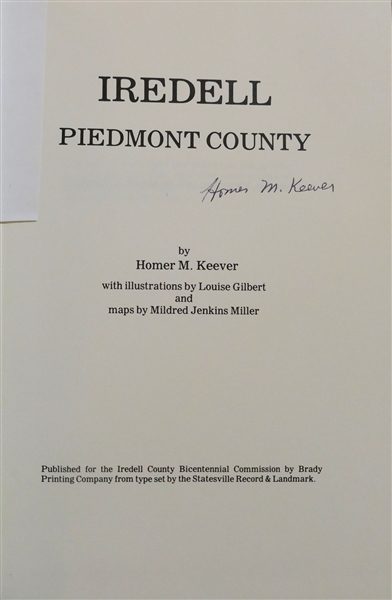 IREDELL
PIEDMONT COUNTY
Homer M. Keever
by
Homer M. Keever
with illustrations by Louise Gilbert
and
maps by Mildred Jenkins Miller
Published for the Iredell County Bicentennial Commission by Brady
Printing Company from type set by the Statesville Record & Landmark.